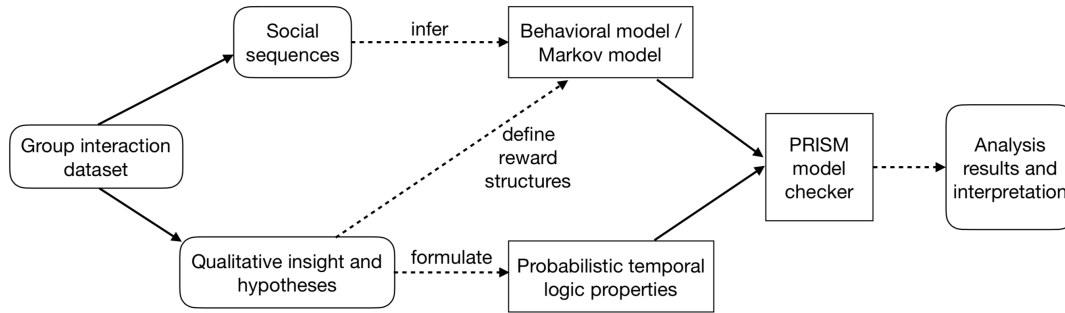 Social
sequences
infer
Behavioral model /
Markov model
Group interaction
dataset
define
reward
structures
PRISM
model
checker
Analysis
results and
interpretation
Qualitative insight and
hypotheses
formulate
Probabilistic temporal
logic properties